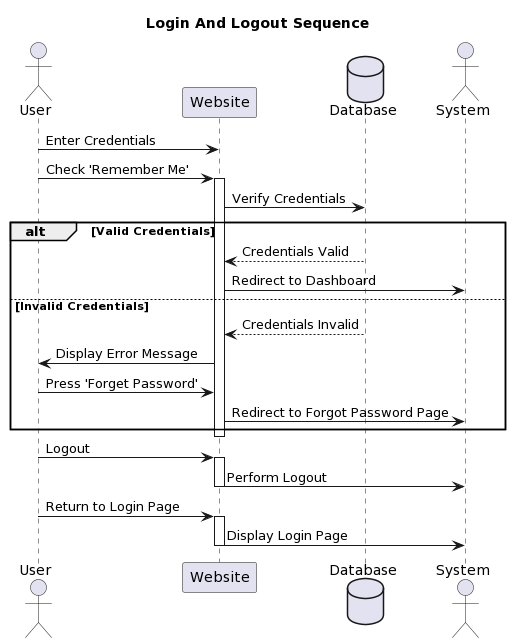 Login And Logout Sequence
User
Website
Database
System
Enter Credentials
Check 'Remember Me'
Verify Credentials
alt [Valid Credentials]
Credentials Valid
Redirect to Dashboard
[Invalid Credentials]
Credentials Invalid
Display Error Message
Press 'Forget Password'
Redirect to Forgot Password Page
Logout
Perform Logout
Return to Login Page
Display Login Page
User
Website
Database
System